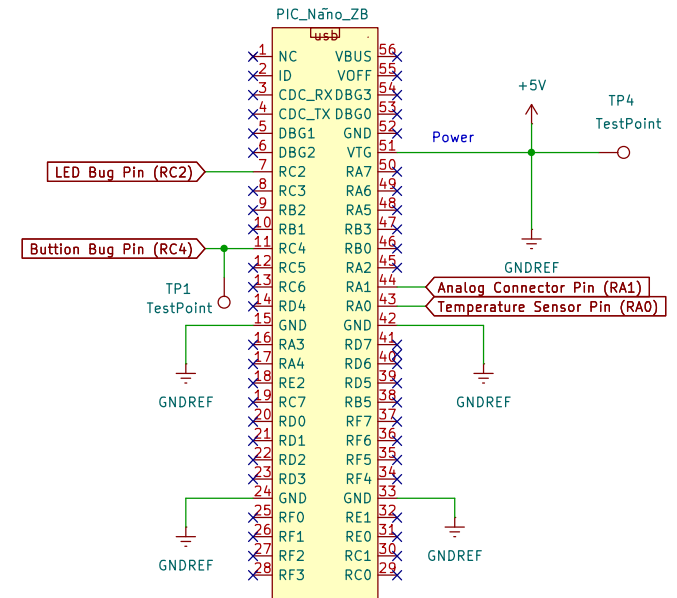 PIC_Nano_ZB
usb
1 NC VBUS 56
2 ID VOFF 55
3 CDC_RX DBG3 54
4 CDC_TX DBG0 53
5 DBG1 GND 52
6 DBG2 VTG 51
7 RC2 RA7 50
8 RC3 RA6 49
9 RB2 RA5 48
10 RB1 RB3 47
11 RC4 RB0 46
12 RC5 RA2 45
13 RC6 RA1 44
14 RD4 RA0 43
15 GND GND 42
16 RA3 RD7 41
17 RA4 RD6 40
18 RE2 RD5 39
19 RC7 RB5 38
20 RD0 RF7 37
21 RD1 RF6 36
22 RD2 RF5 35
23 RD3 RF4 34
24 GND GND 33
25 RF0 RE1 32
26 RF1 RE0 31
27 RF2 RC1 30
28 RF3 RC0 29
LED Bug Pin (RC2)
Buttion Bug Pin (RC4)
TP1
TestPoint
GNDREF
GNDREF
Power
+5V
TP4
TestPoint
GNDREF
Analog Connector Pin (RA1)
Temperature Sensor Pin (RA0)
GNDREF
GNDREF